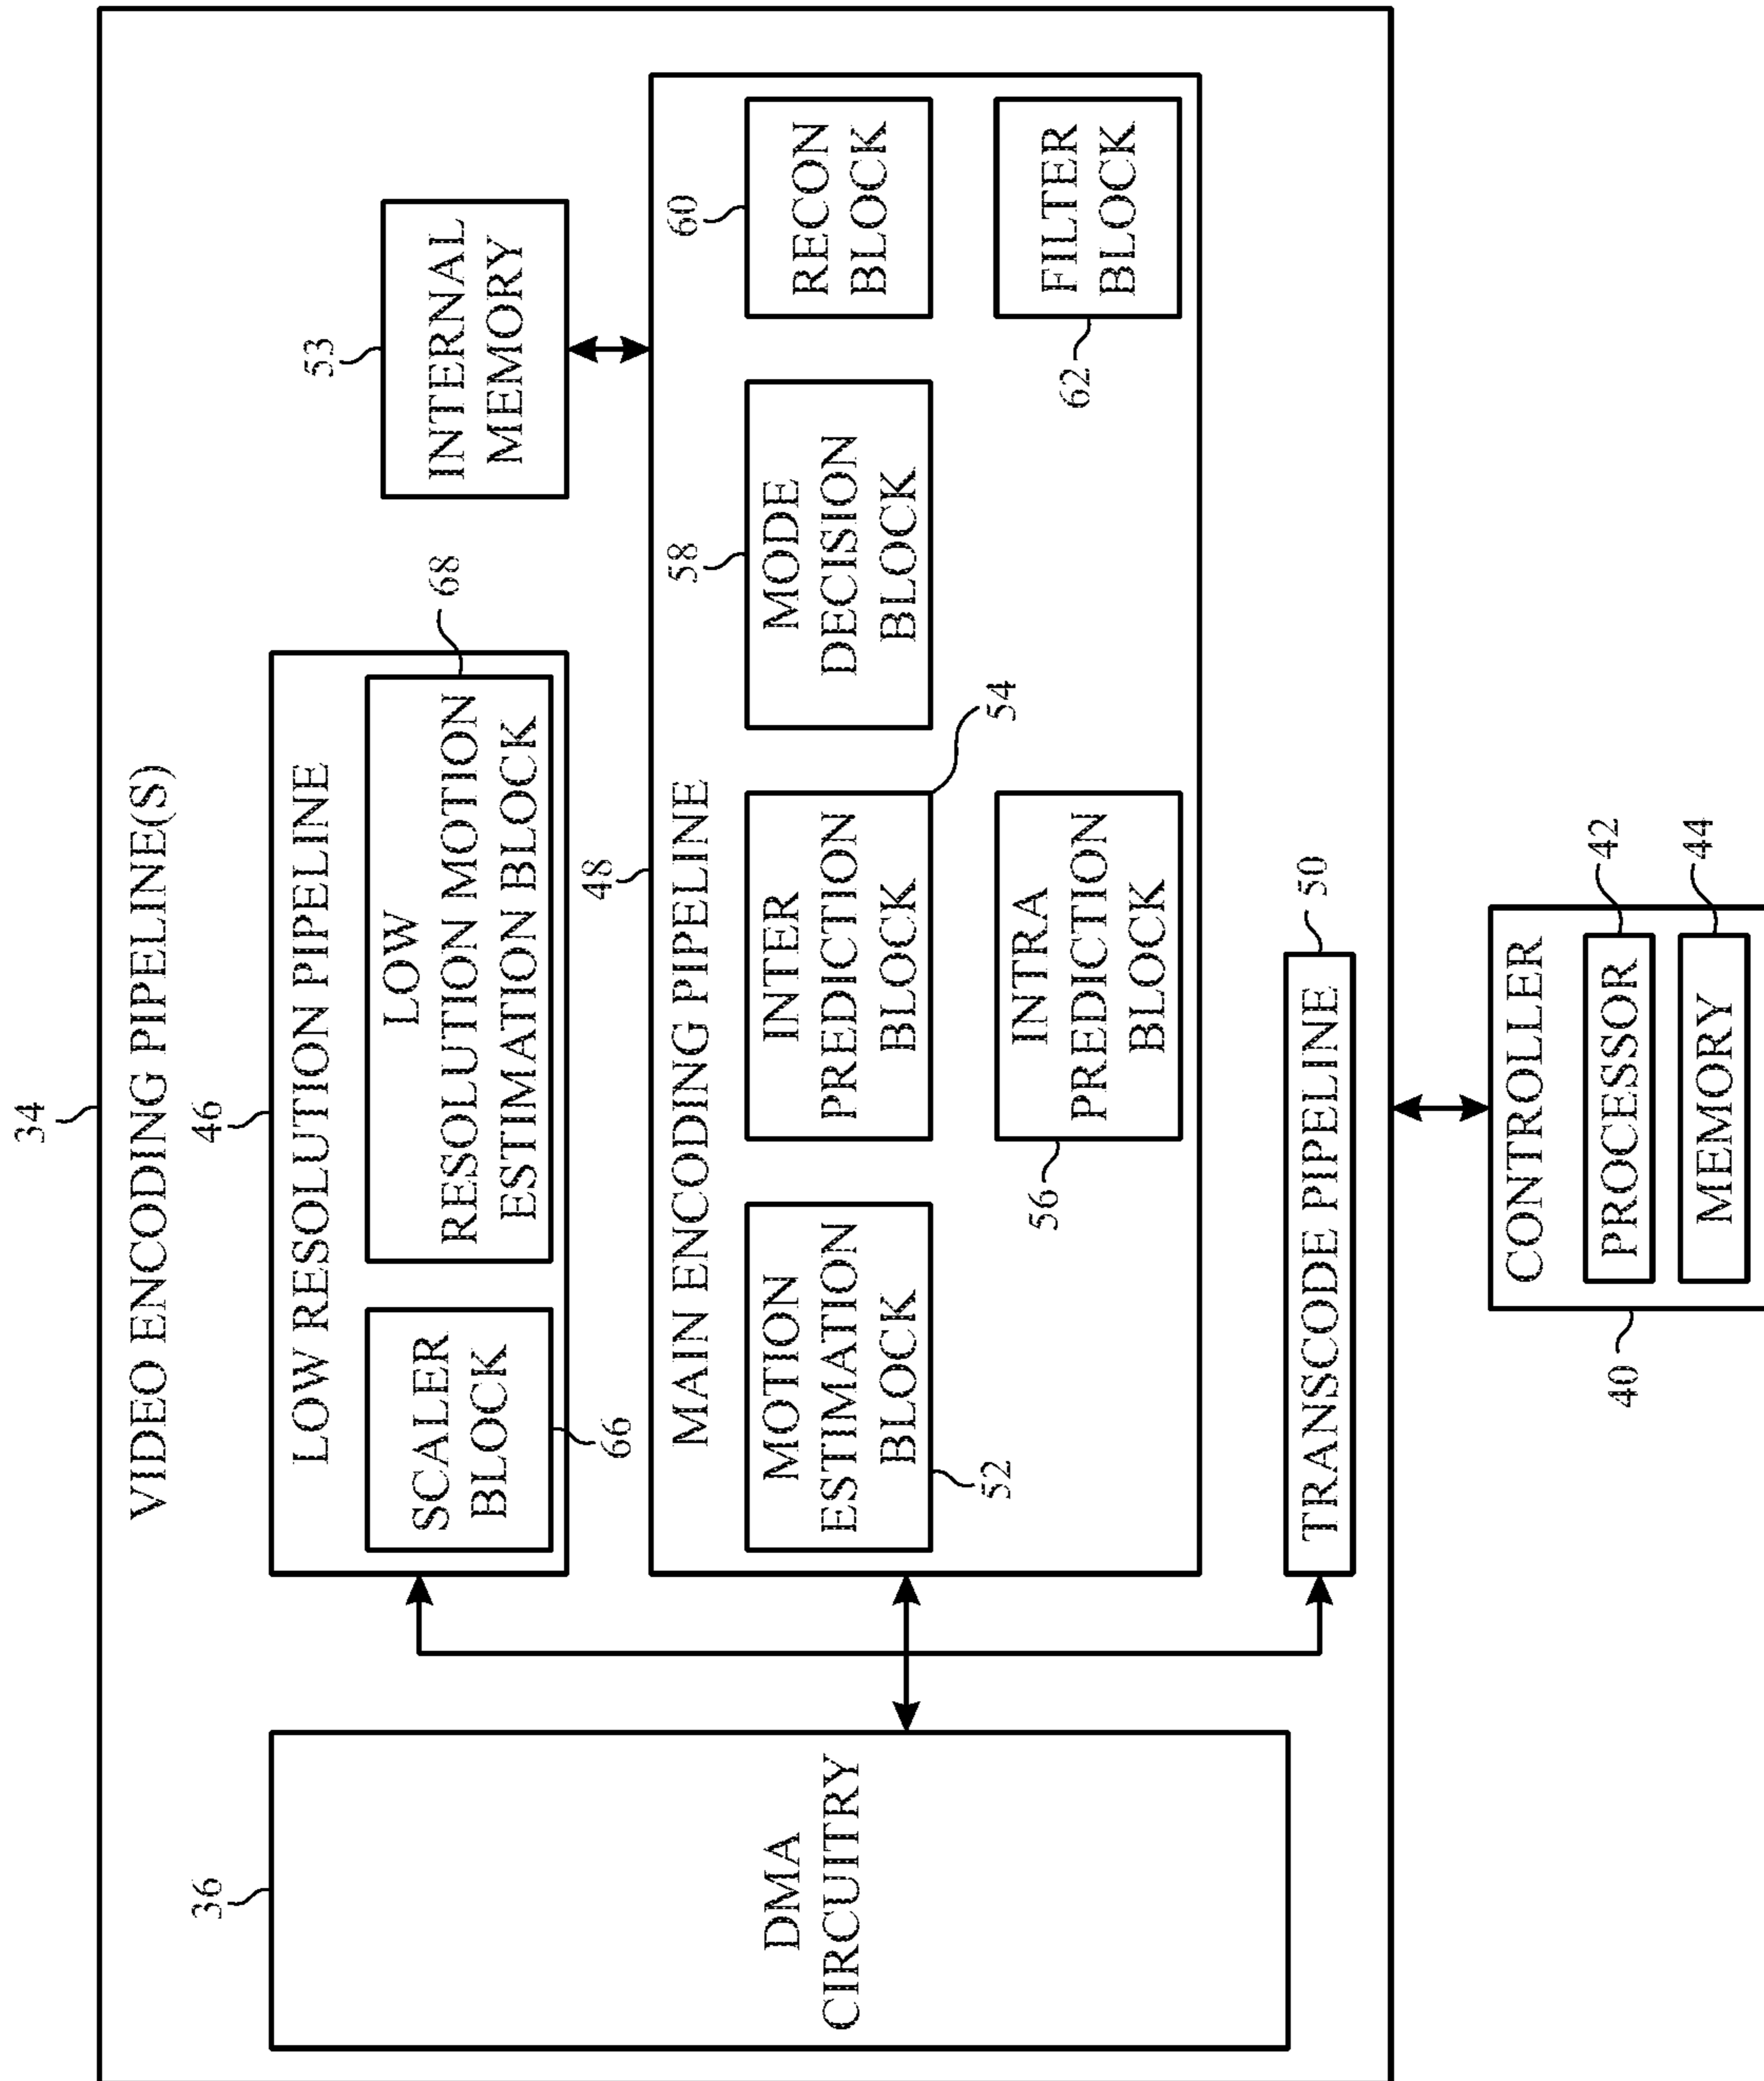 34
VIDEO ENCODING PIPELINE(S)
36
DMA
CIRCUITRY
46
LOW RESOLUTION PIPELINE
SCALER
BLOCK
66
LOW
RESOLUTION MOTION
ESTIMATION BLOCK
68
53
INTERNAL
MEMORY
48
MAIN ENCODING PIPELINE
MOTION
ESTIMATION
BLOCK
52
INTER
PREDICTION
BLOCK
54
58
MODE
DECISION
BLOCK
60
RECON
BLOCK
56
INTRA
PREDICTION
BLOCK
62
FILTER
BLOCK
TRANSCODE PIPELINE
50
40
CONTROLLER
PROCESSOR
42
MEMORY
44